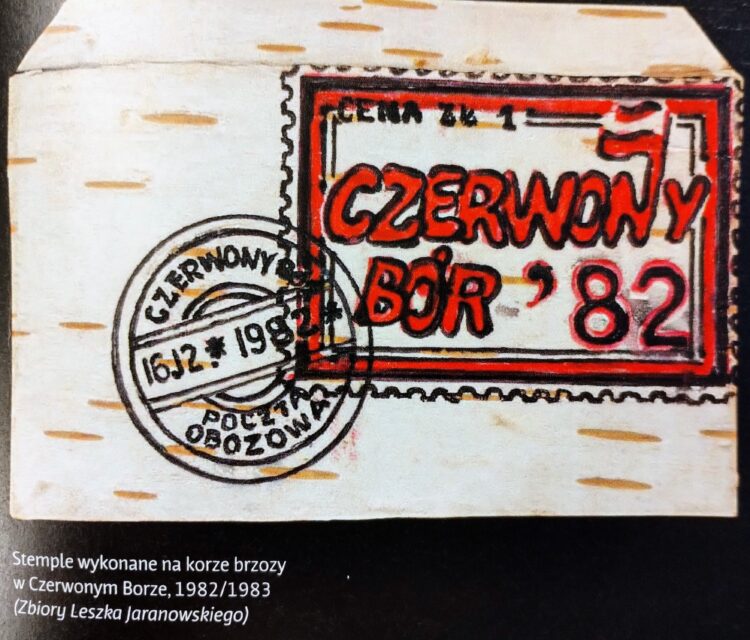 CENA ZŁ 1
CZERWONY
BÓR '82
CZERWONY BÓR
16.12.* 1982 *
POCZTA
OBOZOWA
Stemple wykonane na korze brzozy
w Czerwonym Borze, 1982/1983
(Zbiory Leszka Jaranowskiego)